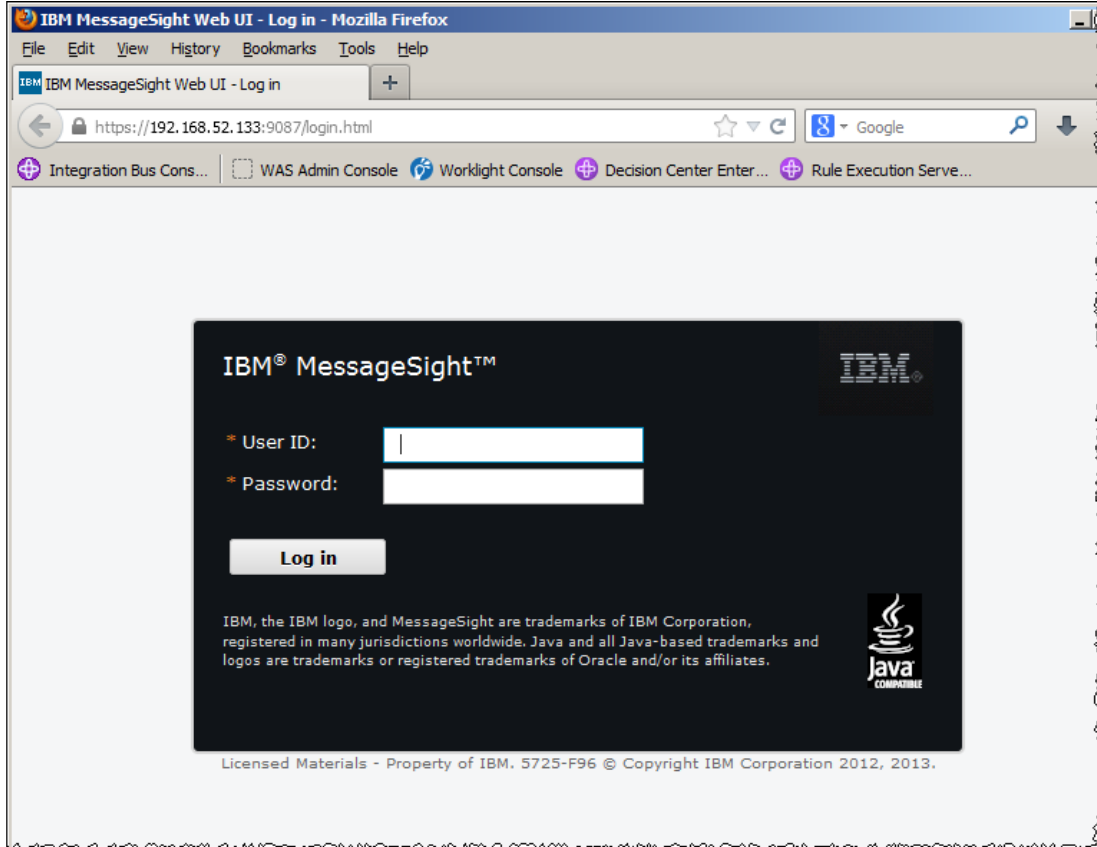 IBM MessageSight Web UI - Log in - Mozilla Firefox
File Edit View History Bookmarks Tools Help
IBM IBM MessageSight Web UI - Log in +
https://192.168.52.133:9087/login.html 8 Google
Integration Bus Cons... WAS Admin Console Worklight Console Decision Center Enter... Rule Execution Serve...
IBM® MessageSight™ IBM®
* User ID:
* Password:
Log in
IBM, the IBM logo, and MessageSight are trademarks of IBM Corporation,
registered in many jurisdictions worldwide. Java and all Java-based trademarks and
logos are trademarks or registered trademarks of Oracle and/or its affiliates.
Java
COMPATIBLE
Licensed Materials - Property of IBM. 5725-F96 © Copyright IBM Corporation 2012, 2013.